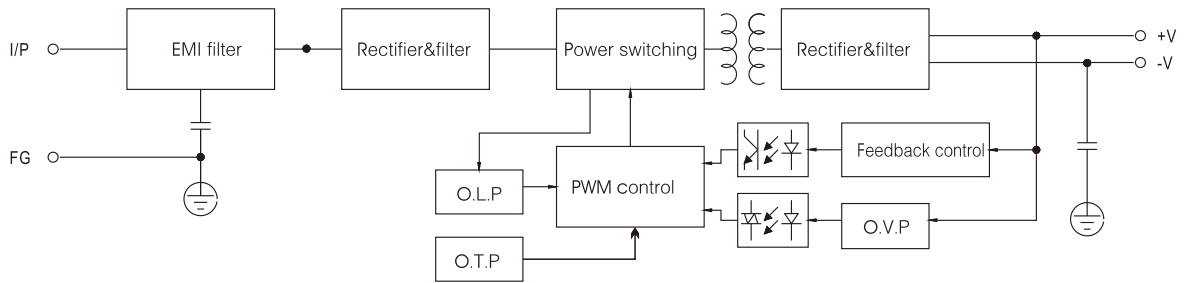 I/P
EMI filter
Rectifier&filter
Power switching
Rectifier&filter
+V
-V
FG
Feedback control
O.L.P
PWM control
O.V.P
O.T.P